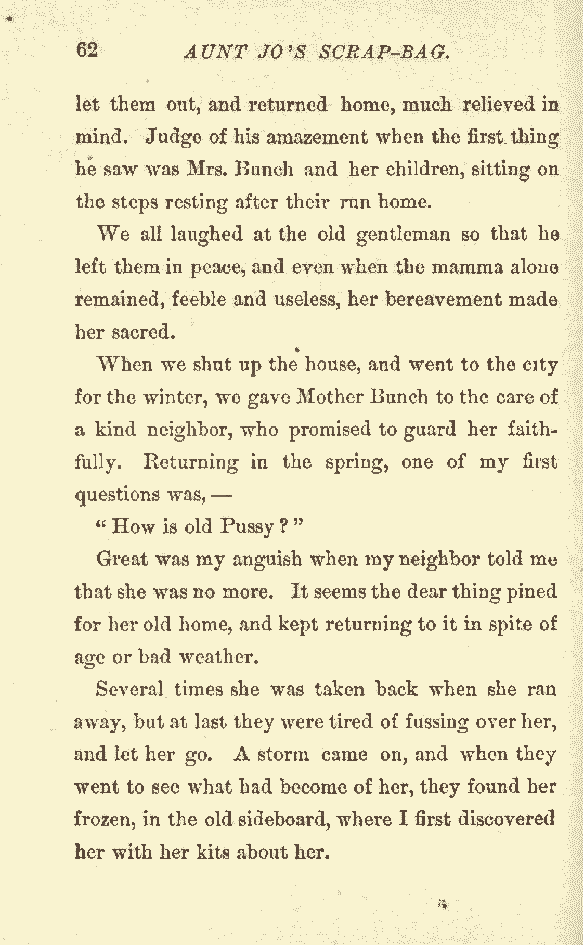 62 AUNT JO'S SCRAP-BAG.
let them out, and returned home, much relieved in
mind. Judge of his amazement when the first thing
he saw was Mrs. Bunch and her children, sitting on
the steps resting after their run home.
We all laughed at the old gentleman so that he
left them in peace, and even when the mamma alone
remained, feeble and useless, her bereavement made
her sacred.
When we shut up the house, and went to the city
for the winter, we gave Mother Bunch to the care of
a kind neighbor, who promised to guard her faith-
fully. Returning in the spring, one of my first
questions was, —
"How is old Pussy?"
Great was my anguish when my neighbor told me
that she was no more. It seems the dear thing pined
for her old home, and kept returning to it in spite of
age or bad weather.
Several times she was taken back when she ran
away, but at last they were tired of fussing over her,
and let her go. A storm came on, and when they
went to see what had become of her, they found her
frozen, in the old sideboard, where I first discovered
her with her kits about her.